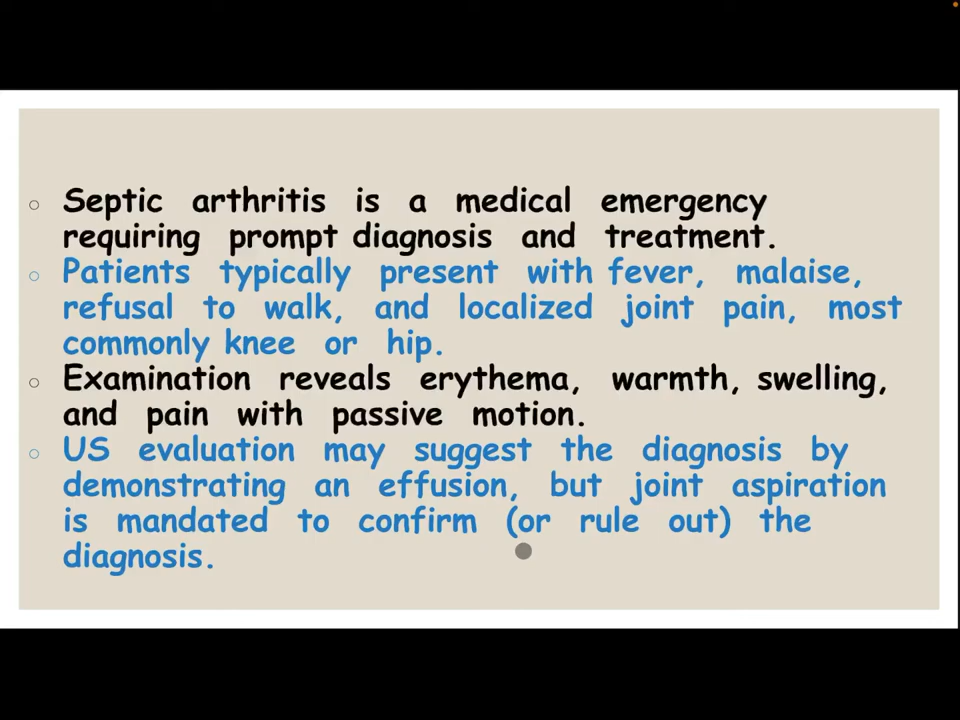 Septic arthritis is a medical emergency
requiring prompt diagnosis and treatment.
Patients typically present with fever, malaise,
refusal to walk, and localized joint pain, most
commonly knee or hip.
Examination reveals erythema, warmth, swelling,
and pain with passive motion.
US evaluation may suggest the diagnosis by
demonstrating an effusion, but joint aspiration
is mandated to confirm (or rule out) the
diagnosis.